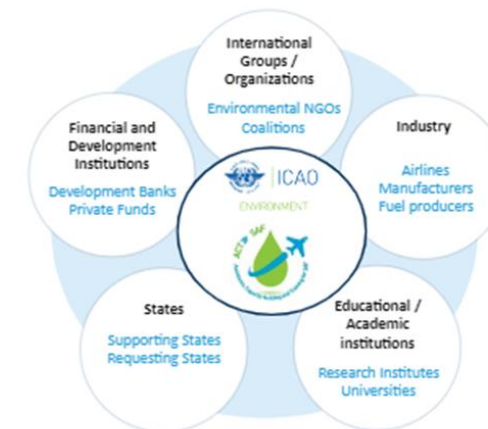 International
Groups /
Organizations
Environmental NGOs
Coalitions
Financial and
Development
Institutions
Development Banks
Private Funds
Industry
Airlines
Manufacturers
Fuel producers
ICAO
ENVIRONMENT
ACT SAF
States
Supporting States
Requesting States
Educational /
Academic
institutions
Research Institutes
Universities